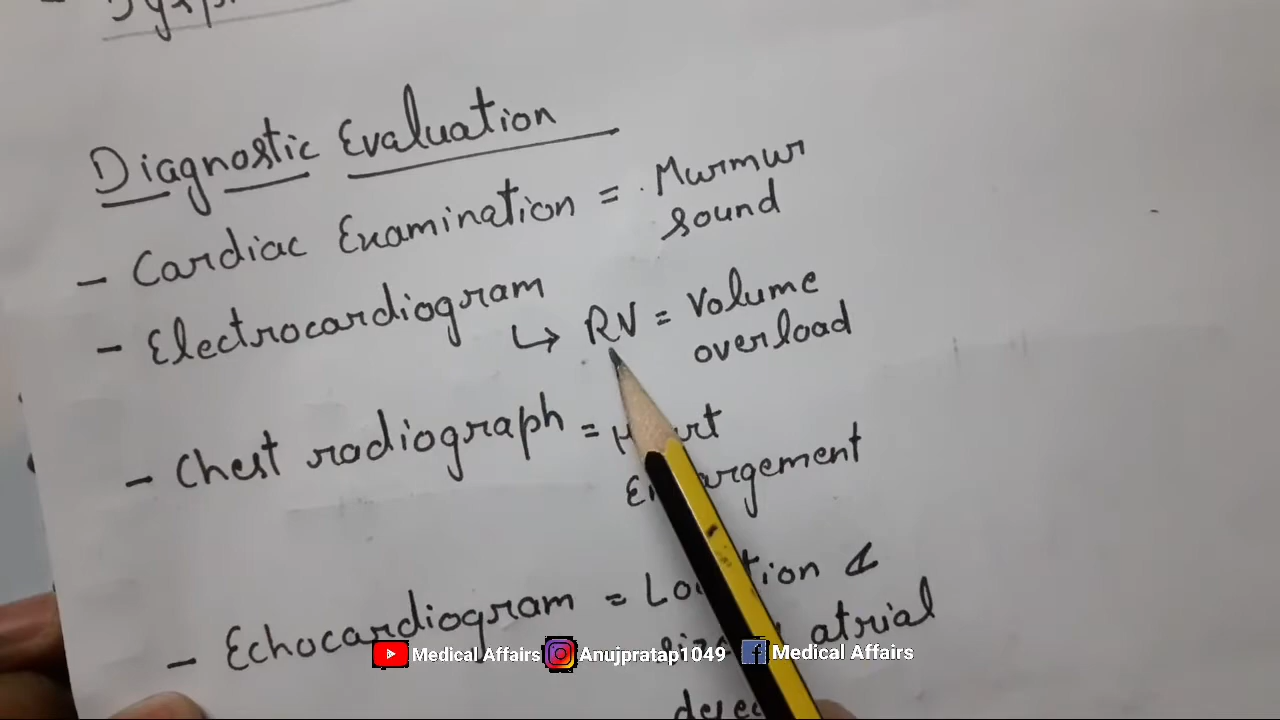 Diagnostic Evaluation
- Cardiac Examination = Murmur
sound
- Electrocardiogram
↳ RV = Volume
overload
- Chest radiograph =
- Echocardiogram =
atrial
Medical Affairs Anujpratap1049 Medical Affairs